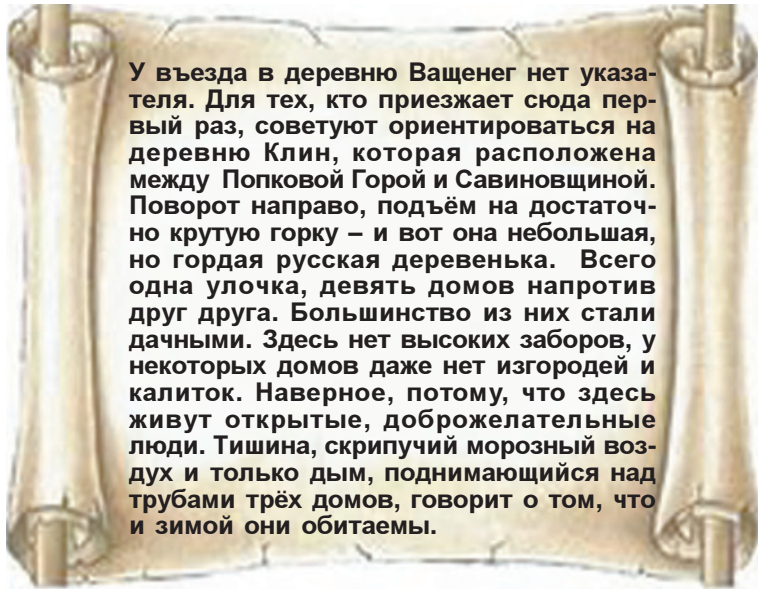 У въезда в деревню Ващенег нет указа-
теля. Для тех, кто приезжает сюда пер-
вый раз, советуют ориентироваться на
деревню Клин, которая расположена
между Попковой Горой и Савиновщиной.
Поворот направо, подъём на достаточ-
но крутую горку – и вот она небольшая,
но гордая русская деревенька. Всего
одна улочка, девять домов напротив
друг друга. Большинство из них стали
дачными. Здесь нет высоких заборов, у
некоторых домов даже нет изгородей и
калиток. Наверное, потому, что здесь
живут открытые, доброжелательные
люди. Тишина, скрипучий морозный воз-
дух и только дым, поднимающийся над
трубами трёх домов, говорит о том, что
и зимой они обитаемы.